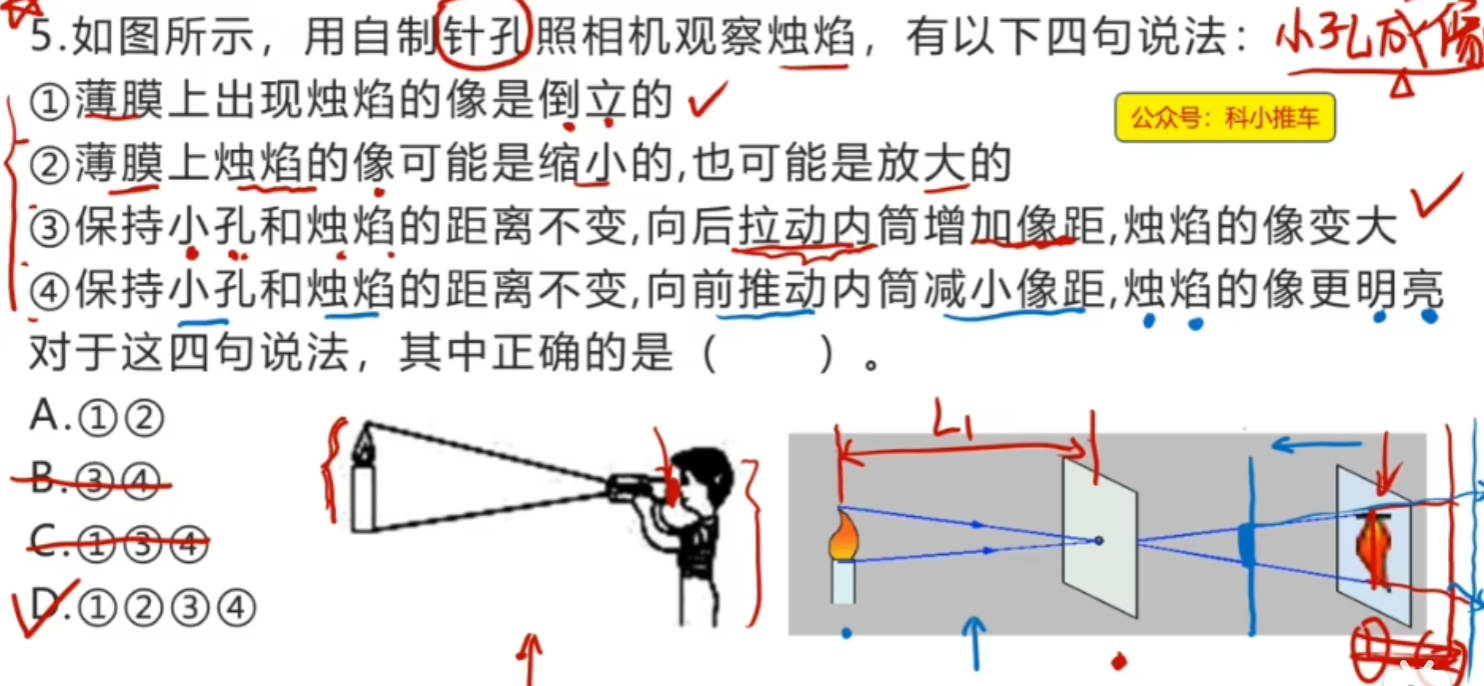 5.如图所示，用自制针孔照相机观察烛焰，有以下四句说法：小孔成像
①薄膜上出现烛焰的像是倒立的
公众号：科小推车
②薄膜上烛焰的像可能是缩小的,也可能是放大的
③保持小孔和烛焰的距离不变,向后拉动内筒增加像距,烛焰的像变大
④保持小孔和烛焰的距离不变,向前推动内筒减小像距,烛焰的像更明亮
对于这四句说法，其中正确的是（　　）。
A.①②
B.③④
C.①③④
D.①②③④
L1